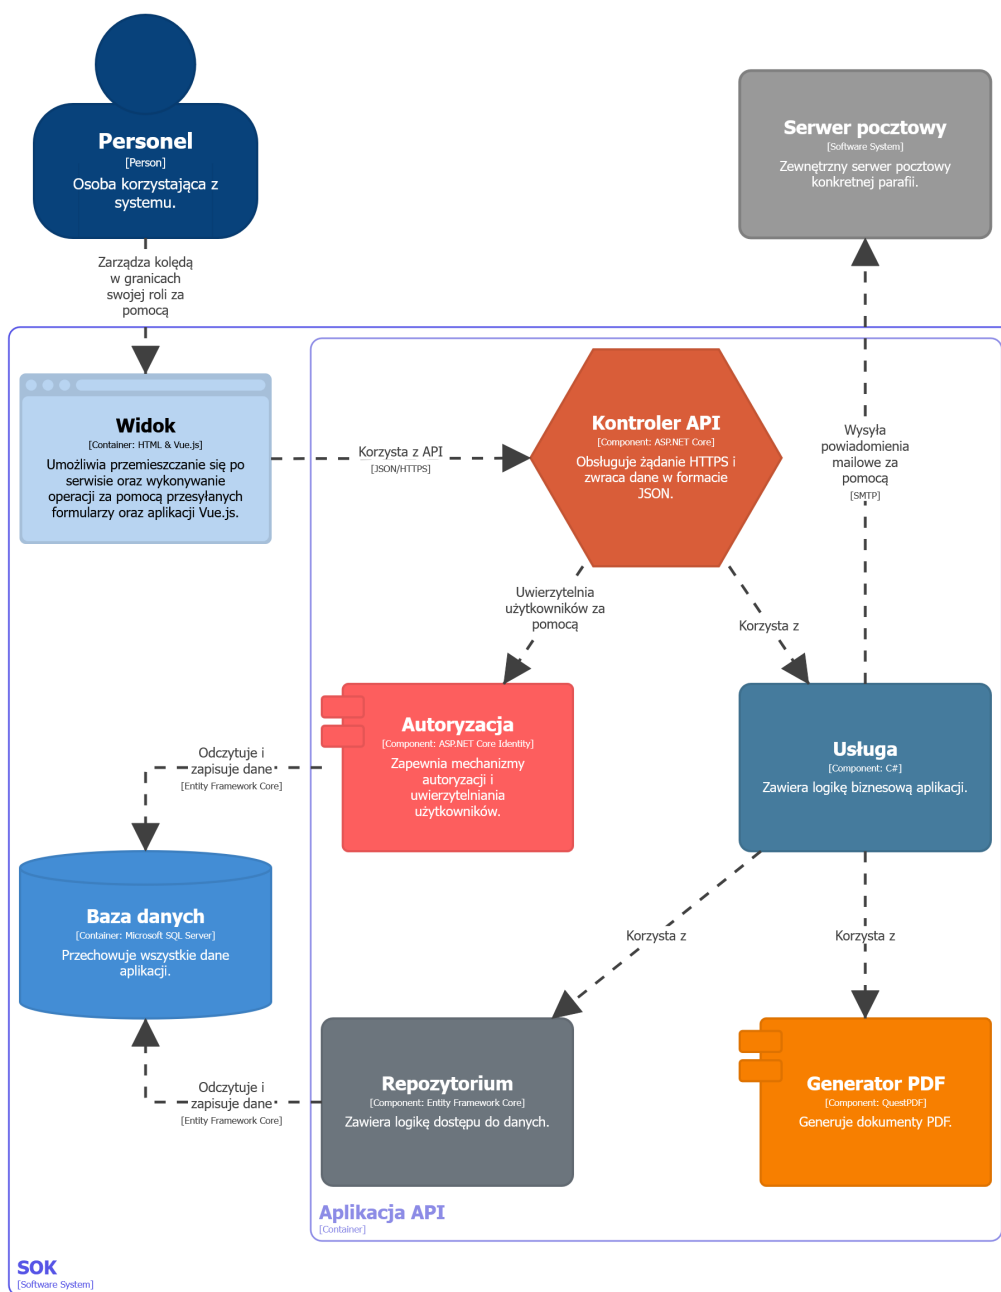 Personel
[Person]
Osoba korzystająca z
systemu.
Serwer pocztowy
[Software System]
Zewnętrzny serwer pocztowy
konkretnej parafii.
Zarządza kolędą
w granicach
swojej roli za
pomocą
Widok
[Container: HTML & Vue.js]
Umożliwia przemieszczanie się po
serwisie oraz wykonywanie
operacji za pomocą przesyłanych
formularzy oraz aplikacji Vue.js.
Korzysta z API
[JSON/HTTPS]
Kontroler API
[Component: ASP.NET Core]
Obsługuje żądanie HTTPS i
zwraca dane w formacie
JSON.
Wysyła
powiadomienia
mailowe za
pomocą
[SMTP]
Uwierzytelnia
użytkowników za
pomocą
Korzysta z
Autoryzacja
[Component: ASP.NET Core Identity]
Zapewnia mechanizmy
autoryzacji i
uwierzytelniania
użytkowników.
Usługa
[Component: C#]
Zawiera logikę biznesową aplikacji.
Odczytuje i
zapisuje dane
[Entity Framework Core]
Baza danych
[Container: Microsoft SQL Server]
Przechowuje wszystkie dane
aplikacji.
Korzysta z
Korzysta z
Odczytuje i
zapisuje dane
[Entity Framework Core]
Repozytorium
[Component: Entity Framework Core]
Zawiera logikę dostępu do danych.
Generator PDF
[Component: QuestPDF]
Generuje dokumenty PDF.
Aplikacja API
[Container]
SOK
[Software System]